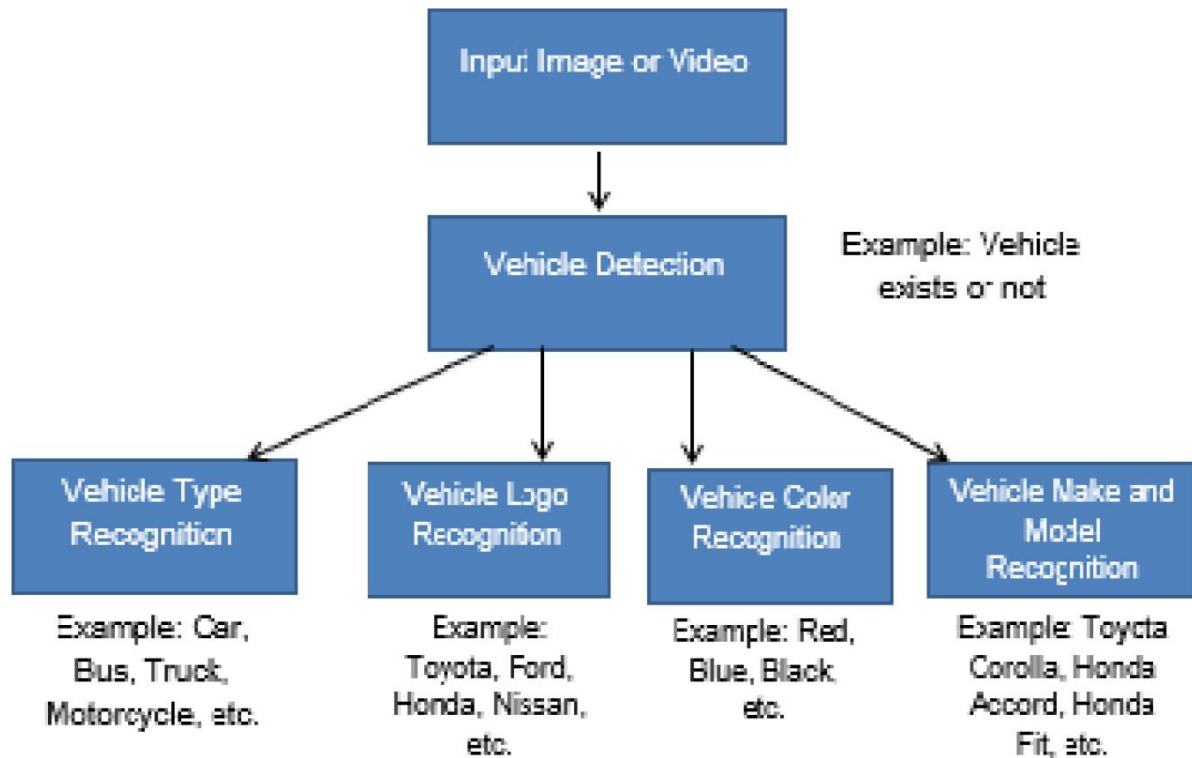 Input Image or Video
Vehicle Detection
Example: Vehicle
exists or not
Vehicle Type
Recognition
Example: Car,
Bus, Truck,
Motorcycle, etc.
Vehicle Logo
Recognition
Example:
Toyota, Ford,
Honda, Nissan,
etc.
Vehice Color
Recognition
Example: Red,
Blue, Black
etc.
Vehicle Make and
Model
Recognition
Example: Toyota
Corolla, Honda
Accord, Honda
Fit, etc.